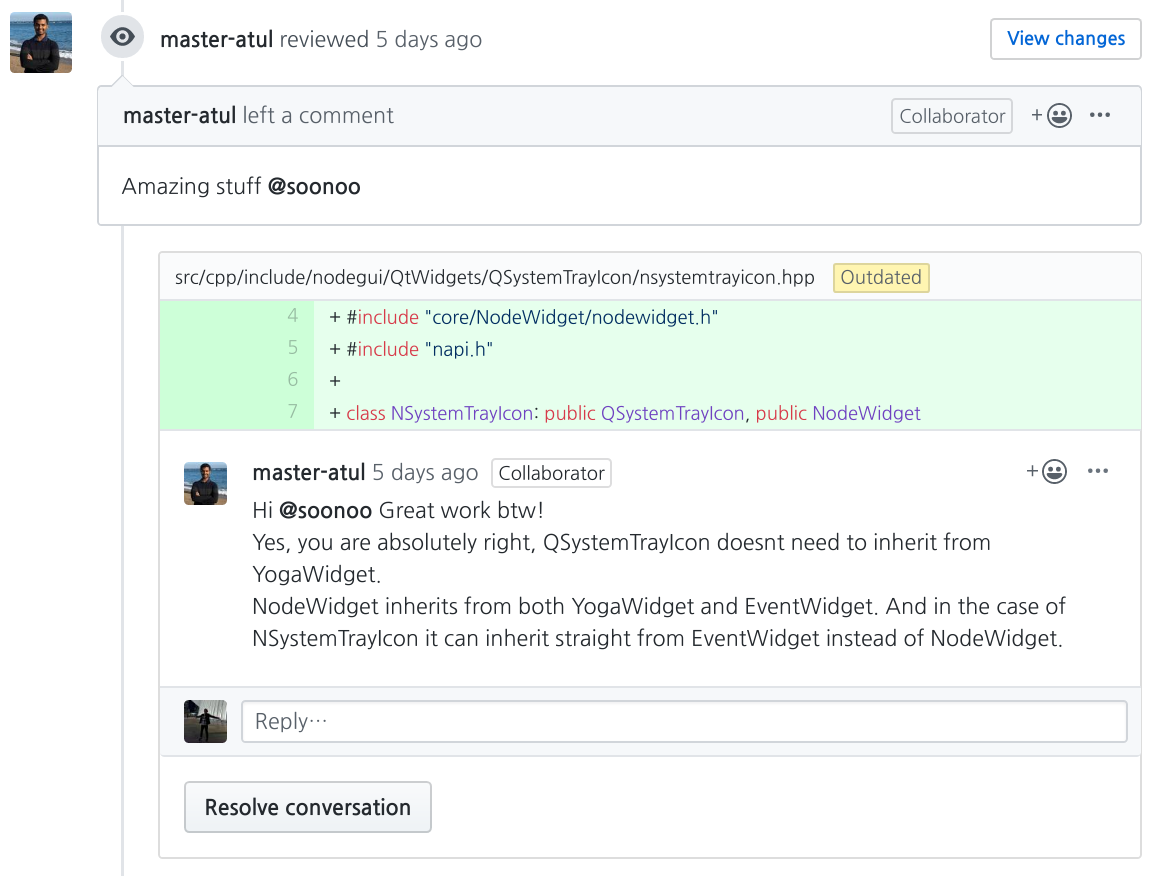 master-atul reviewed 5 days ago
View changes
master-atul left a comment
Collaborator
Amazing stuff @soonoo
src/cpp/include/nodegui/QtWidgets/QSystemTrayIcon/nsystemtrayicon.hpp Outdated
4 + #include "core/NodeWidget/nodewidget.h"
5 + #include "napi.h"
6 +
7 + class NSystemTrayIcon: public QSystemTrayIcon, public NodeWidget
master-atul 5 days ago Collaborator
Hi @soonoo Great work btw!
Yes, you are absolutely right, QSystemTrayIcon doesnt need to inherit from
YogaWidget.
NodeWidget inherits from both YogaWidget and EventWidget. And in the case of
NSystemTrayIcon it can inherit straight from EventWidget instead of NodeWidget.
Reply…
Resolve conversation